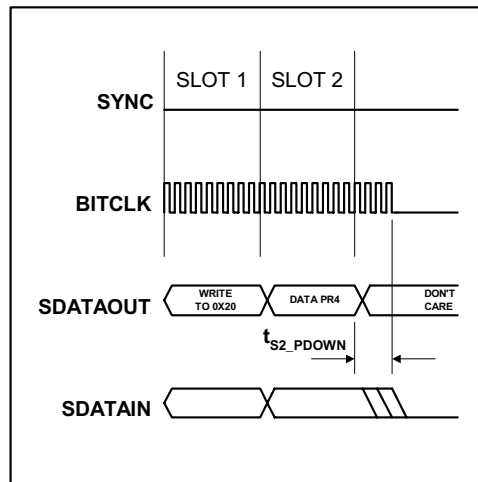 SLOT 1 SLOT 2
SYNC
BITCLK
WRITE
TO 0X20
DATA PR4
DON'T
CARE
SDATAOUT
tS2_PDOWN
SDATAIN